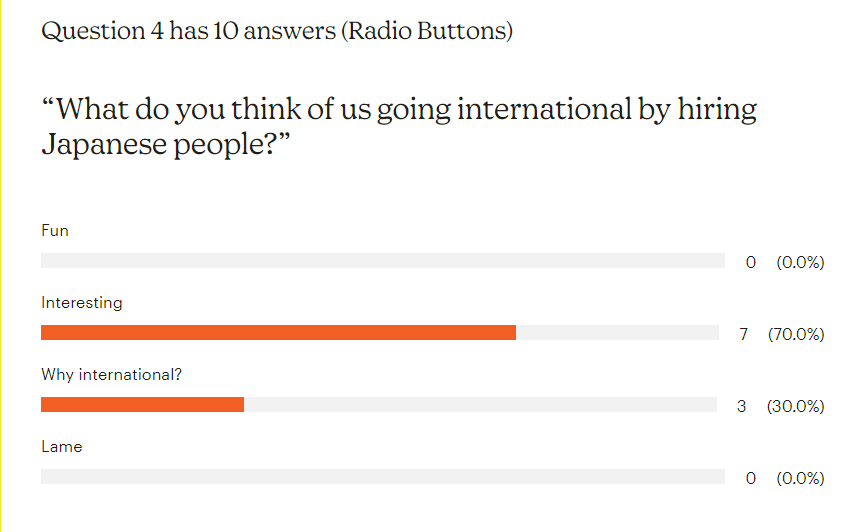 Question 4 has 10 answers (Radio Buttons)
“What do you think of us going international by hiring
Japanese people?”
Fun
0 (0.0%)
Interesting
7 (70.0%)
Why international?
3 (30.0%)
Lame
0 (0.0%)